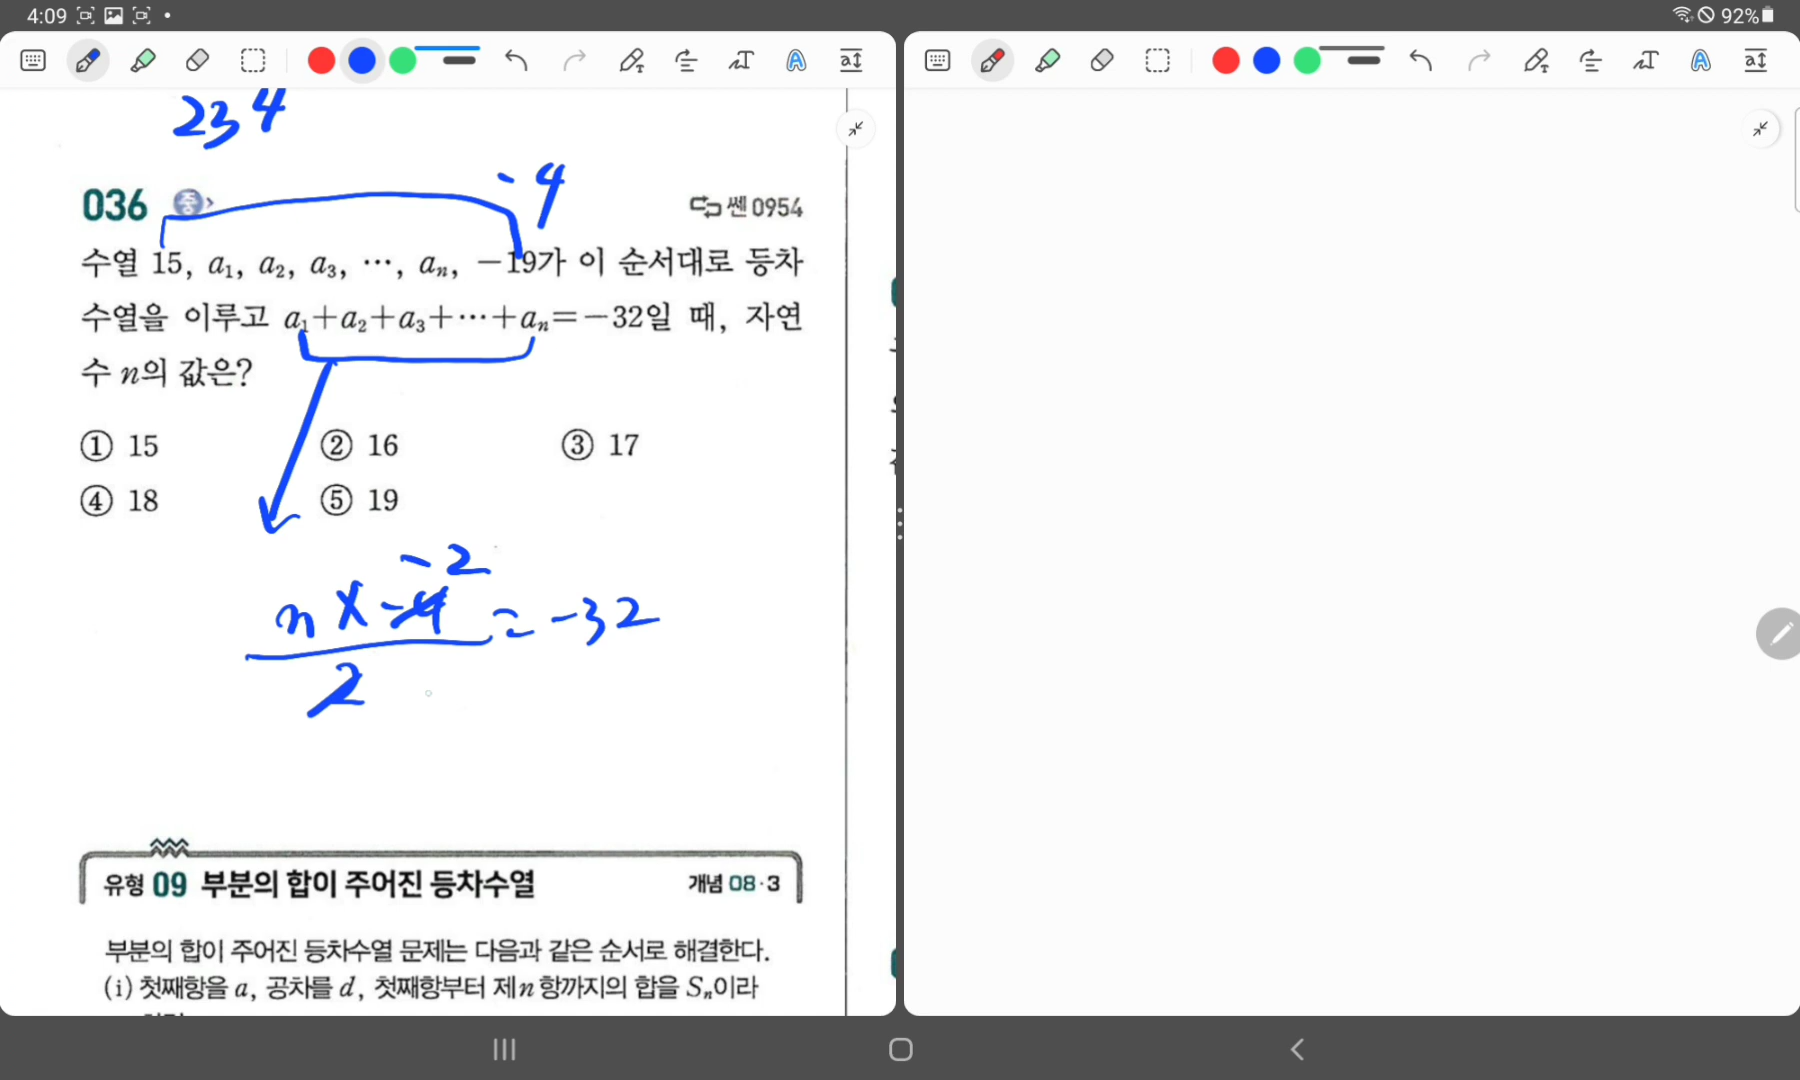 4:09
92%
234
-4
036 중
쎈 0954
수열 15, a₁, a₂, a₃, ⋯, aₙ, −19가 이 순서대로 등차
수열을 이루고 a₁+a₂+a₃+⋯+aₙ=−32일 때, 자연
수 n의 값은?
① 15 ② 16 ③ 17
④ 18 ⑤ 19
-2
n X -4
= -32
2
유형 09 부분의 합이 주어진 등차수열 개념 08·3
부분의 합이 주어진 등차수열 문제는 다음과 같은 순서로 해결한다.
(i) 첫째항을 a, 공차를 d, 첫째항부터 제n항까지의 합을 Sₙ이라